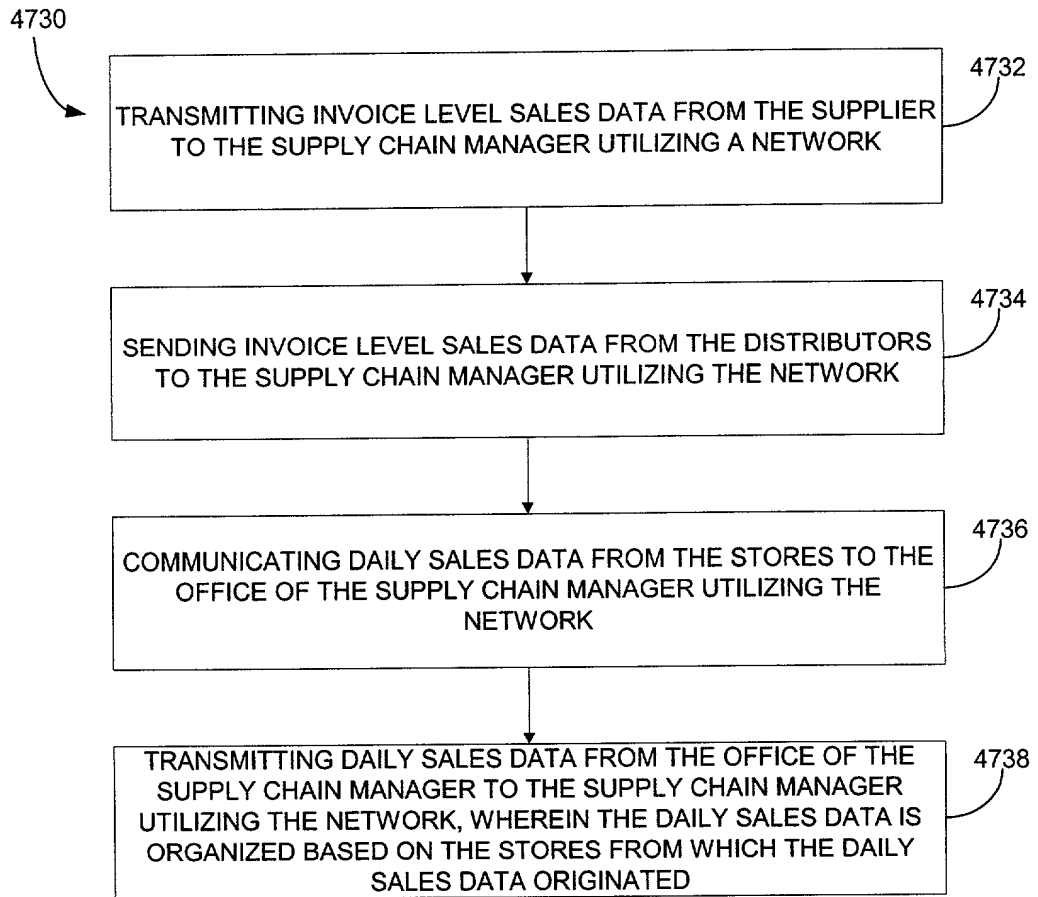 4730
4732
TRANSMITTING INVOICE LEVEL SALES DATA FROM THE SUPPLIER
TO THE SUPPLY CHAIN MANAGER UTILIZING A NETWORK
4734
SENDING INVOICE LEVEL SALES DATA FROM THE DISTRIBUTORS
TO THE SUPPLY CHAIN MANAGER UTILIZING THE NETWORK
4736
COMMUNICATING DAILY SALES DATA FROM THE STORES TO THE
OFFICE OF THE SUPPLY CHAIN MANAGER UTILIZING THE
NETWORK
4738
TRANSMITTING DAILY SALES DATA FROM THE OFFICE OF THE
SUPPLY CHAIN MANAGER TO THE SUPPLY CHAIN MANAGER
UTILIZING THE NETWORK, WHEREIN THE DAILY SALES DATA IS
ORGANIZED BASED ON THE STORES FROM WHICH THE DAILY
SALES DATA ORIGINATED